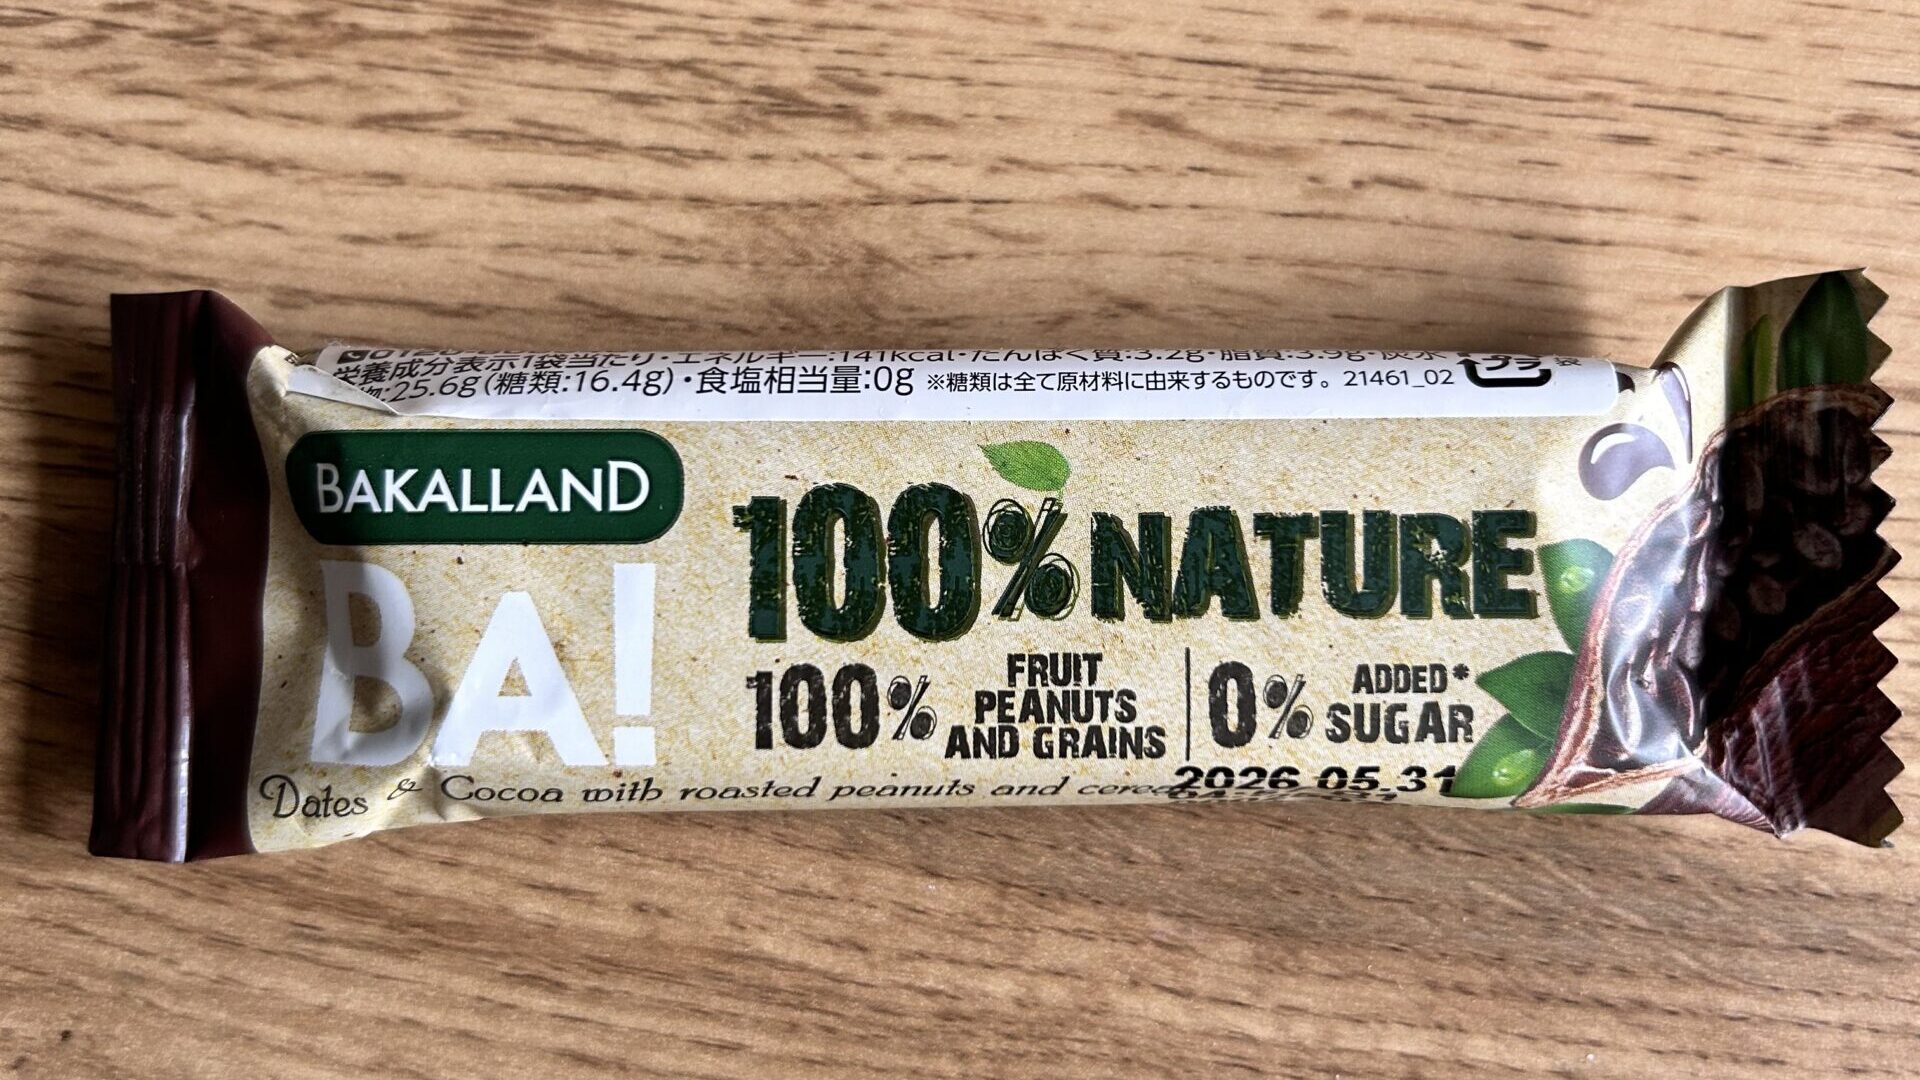 栄養成分表示1袋当たり・エネルギー:141kcal・たんぱく質:3.2g・脂質:3.9g・炭水
物:25.6g(糖類:16.4g)・食塩相当量:0g ※糖類は全て原材料に由来するものです。21461_02
プラ
袋
BAKALLAND
BA!
100% NATURE
100% FRUIT PEANUTS AND GRAINS
0% ADDED* SUGAR
Dates & Cocoa with roasted peanuts and
2026.05.31